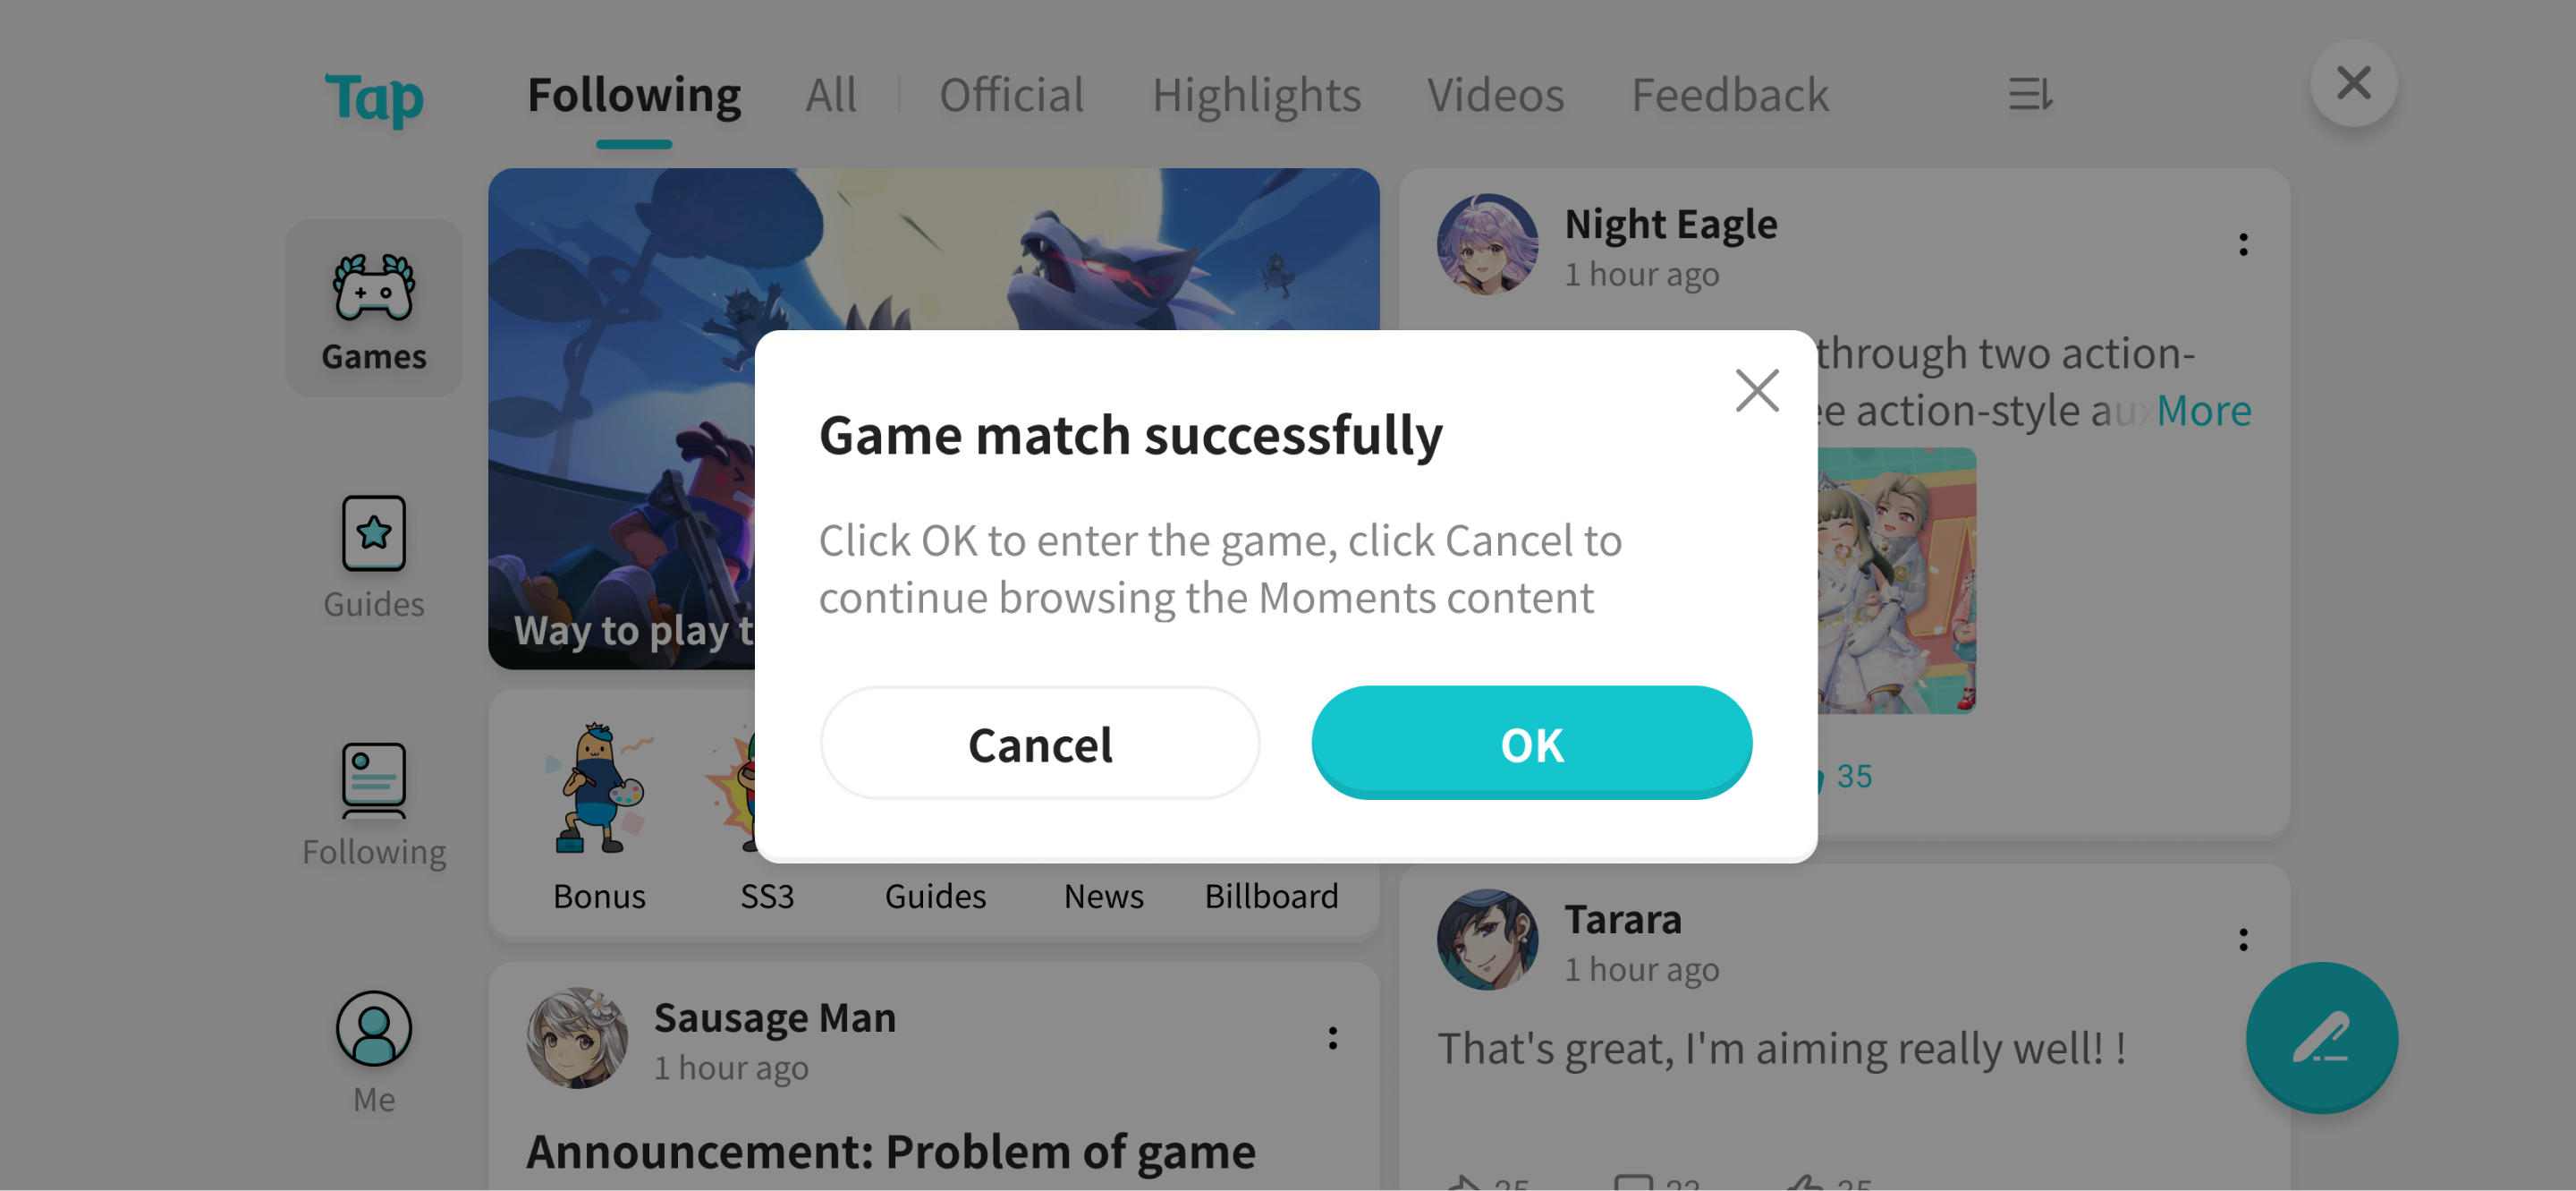 Tap
Following All Official Highlights Videos Feedback
Games
Guides
Following
Me
Way to play t
Bonus SS3 Guides News Billboard
Sausage Man
1 hour ago
Announcement: Problem of game
Night Eagle
1 hour ago
through two action-
action-style More
35
Tarara
1 hour ago
That's great, I'm aiming really well! !
Game match successfully
Click OK to enter the game, click Cancel to
continue browsing the Moments content
Cancel OK